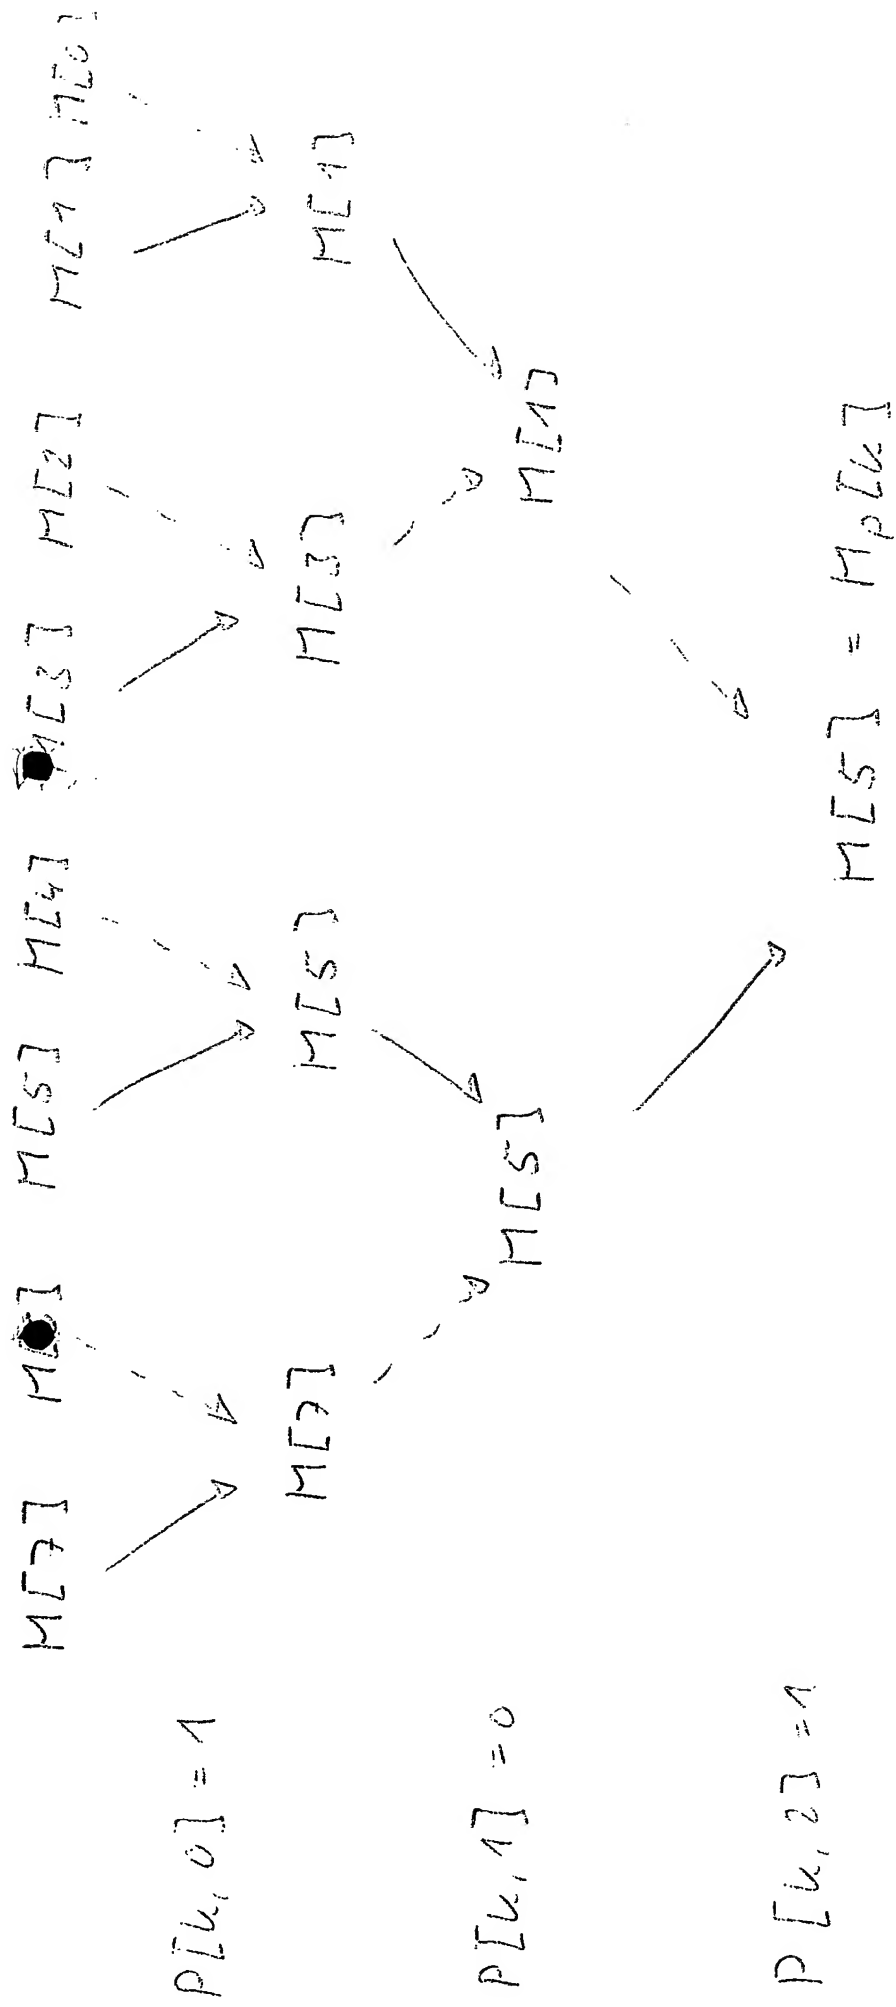 M[7] M[5] M[4] M[3] M[2] M[1] M[0]
P[k, 0] = 1
M[7] M[5] M[3] M[1]
P[k, 1] = 0
M[5] M[1]
P[k, 2] = 1
M[5] = Mp[k]